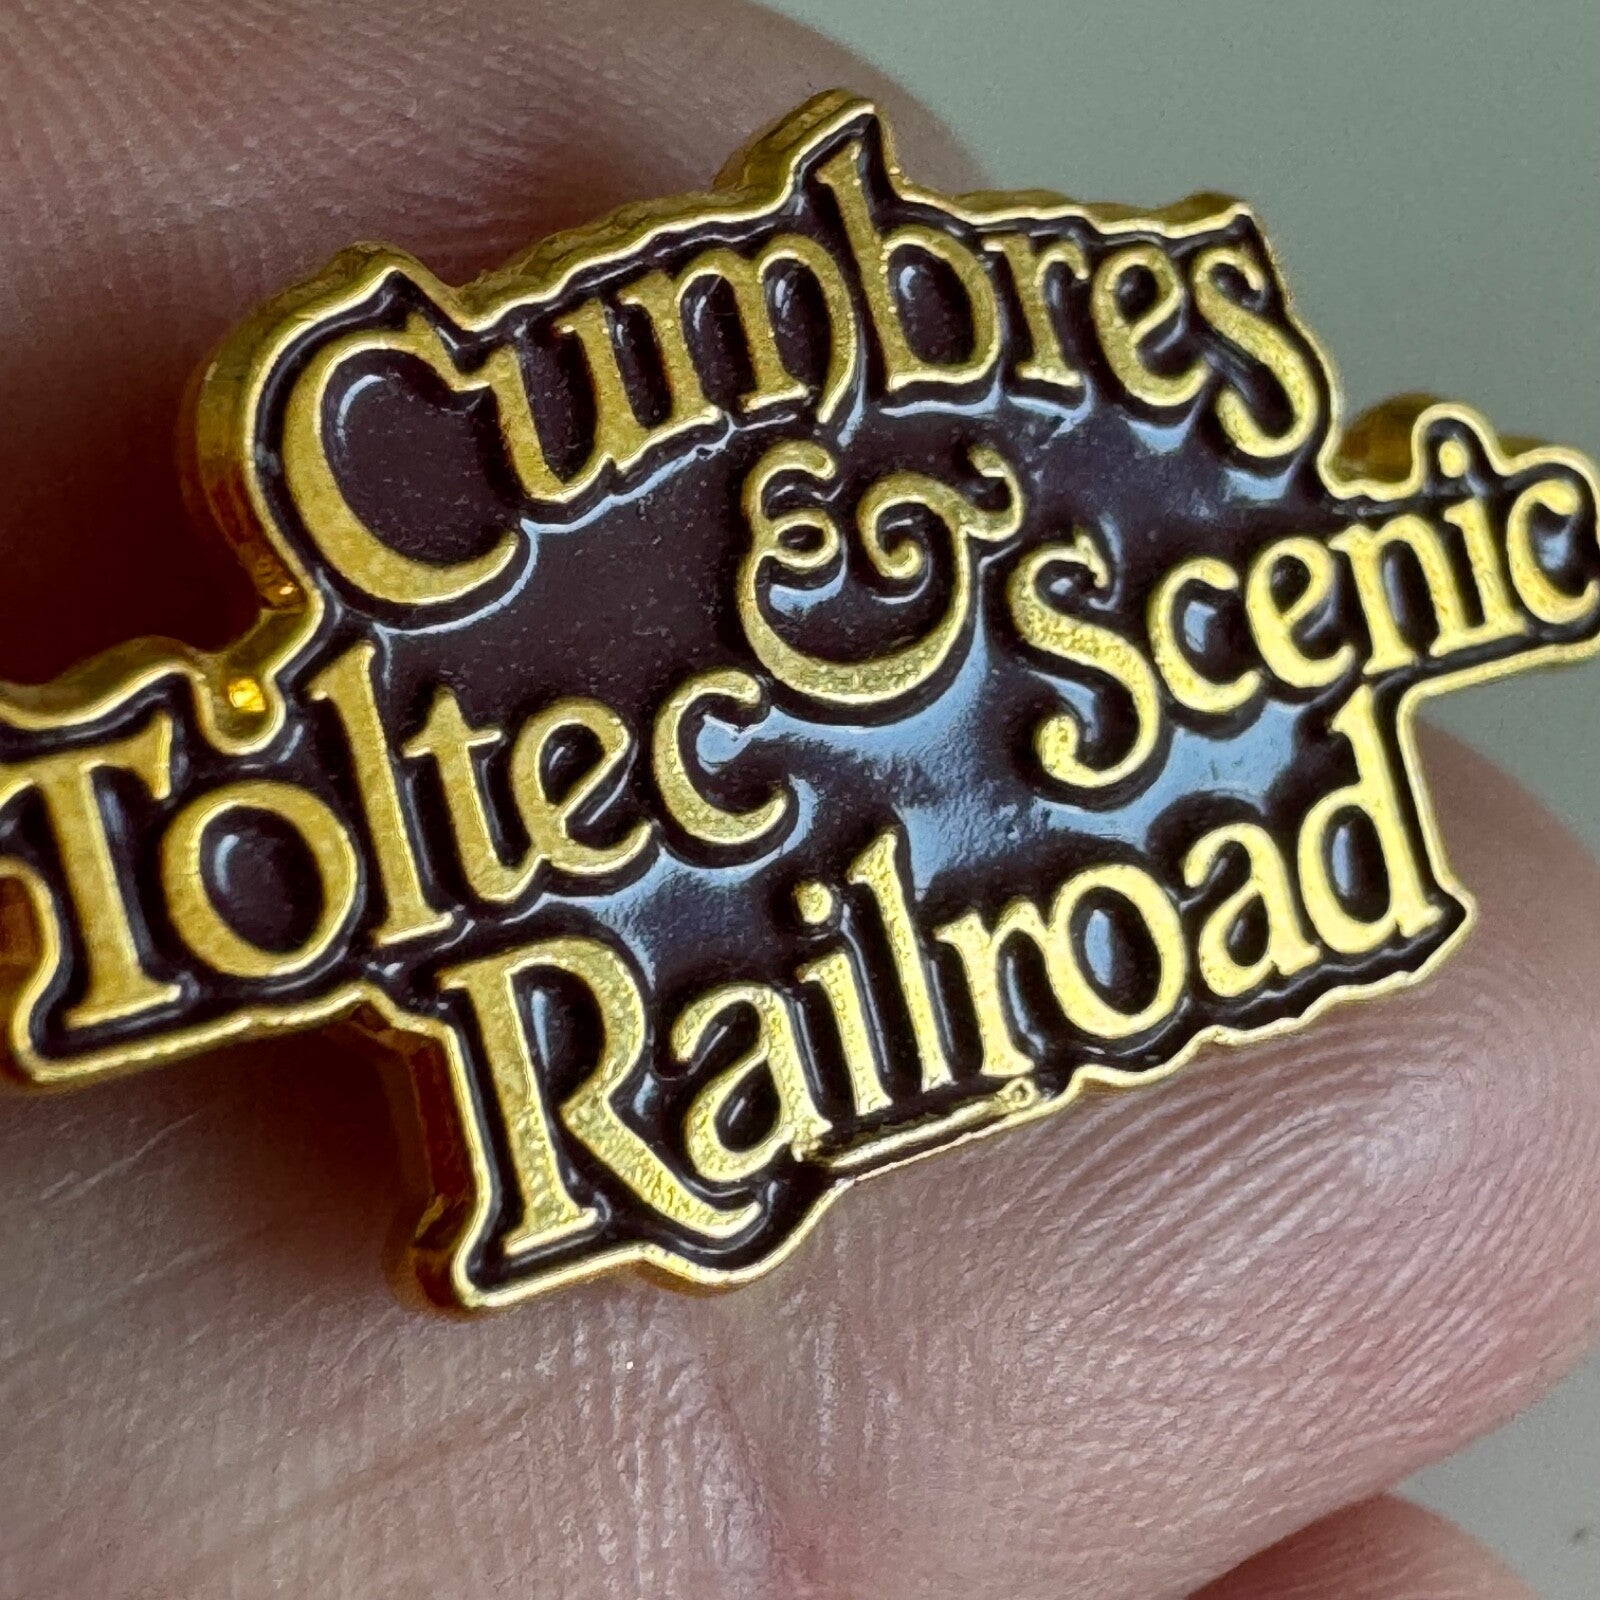 Cumbres
&
Toltec Scenic
Railroad